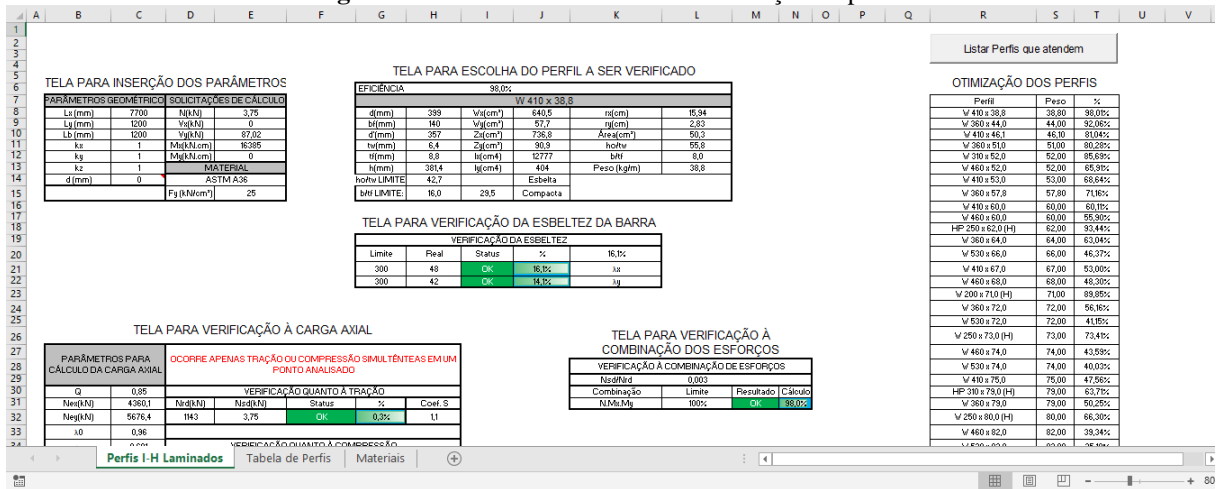 A B C D E F G H I J K L M N O P Q R S T U V
Listar Perfis que atendem
TELA PARA INSERÇÃO DOS PARÂMETROS
TELA PARA ESCOLHA DO PERFIL A SER VERIFICADO
OTIMIZAÇÃO DOS PERFIS
PARÂMETROS GEOMÉTRICO SOLICITAÇÕES DE CÁLCULO
Lx (mm) 7700 N(kN) 3,75
Ly (mm) 1200 Vx(kN) 0
Lb (mm) 1200 Vy(kN) 87,02
kx 1 Mx(kN.cm) 16385
ky 1 My(kN.cm) 0
kz 1 MATERIAL
d (mm) 0 ASTM A36
Fy (kN/cm²) 25
EFICIÊNCIA 98,0%
W 410 x 38,8
d(mm) 399 Wx(cm³) 640,5 rx(cm) 15,94
bf(mm) 140 Wy(cm³) 57,7 ry(cm) 2,83
d'(mm) 357 Zx(cm³) 736,8 Área(cm²) 50,3
tw(mm) 6,4 Zy(cm³) 90,9 ho/tw 55,8
tf(mm) 8,8 Ix(cm4) 12777 b/tf 8,0
h(mm) 381,4 Iy(cm4) 404 Peso (kg/m) 38,8
ho/tw LIMITE 42,7 Esbelta
b/tf LIMITE: 16,0 29,5 Compacta
TELA PARA VERIFICAÇÃO DA ESBELTEZ DA BARRA
VERIFICAÇÃO DA ESBELTEZ
Limite Real Status % 16,1%
300 48 OK 16,1% λx
300 42 OK 14,1% λy
TELA PARA VERIFICAÇÃO À CARGA AXIAL
PARÂMETROS PARA CÁLCULO DA CARGA AXIAL
OCORRE APENAS TRAÇÃO OU COMPRESSÃO SIMULTÊNTEAS EM UM
PONTO ANALISADO
Q 0,85 VERIFICAÇÃO QUANTO À TRAÇÃO
Nex(kN) 4360,1 Nrd(kN) Nsd(kN) Status % Coef. S
Ney(kN) 5676,4 1143 3,75 OK 0,3% 1,1
λ0 0,96
VERIFICAÇÃO QUANTO À COMPRESSÃO
TELA PARA VERIFICAÇÃO À
COMBINAÇÃO DOS ESFORÇOS
VERIFICAÇÃO À COMBINAÇÃO DE ESFORÇOS
Nsd/Nrd 0,003
Combinação Limite Resultado Cálculo
N.Mx.My 100% OK 98,0%
Perfil Peso %
W 410 x 38,8 38,80 98,01%
W 360 x 44,0 44,00 92,06%
W 410 x 46,1 46,10 81,04%
W 360 x 51,0 51,00 80,28%
W 310 x 52,0 52,00 85,69%
W 460 x 52,0 52,00 65,91%
W 410 x 53,0 53,00 68,64%
W 360 x 57,8 57,80 71,16%
W 410 x 60,0 60,00 60,11%
W 460 x 60,0 60,00 55,90%
HP 250 x 62,0 (H) 62,00 93,44%
W 360 x 64,0 64,00 63,04%
W 530 x 66,0 66,00 46,37%
W 410 x 67,0 67,00 53,00%
W 460 x 68,0 68,00 48,30%
W 200 x 71,0 (H) 71,00 89,85%
W 360 x 72,0 72,00 56,16%
W 530 x 72,0 72,00 41,15%
W 250 x 73,0 (H) 73,00 73,41%
W 460 x 74,0 74,00 43,59%
W 530 x 74,0 74,00 40,03%
W 410 x 75,0 75,00 47,56%
HP 310 x 79,0 (H) 79,00 63,71%
W 360 x 79,0 79,00 50,25%
W 250 x 80,0 (H) 80,00 66,30%
W 460 x 82,0 82,00 39,34%
Perfis I-H Laminados Tabela de Perfis Materiais
80